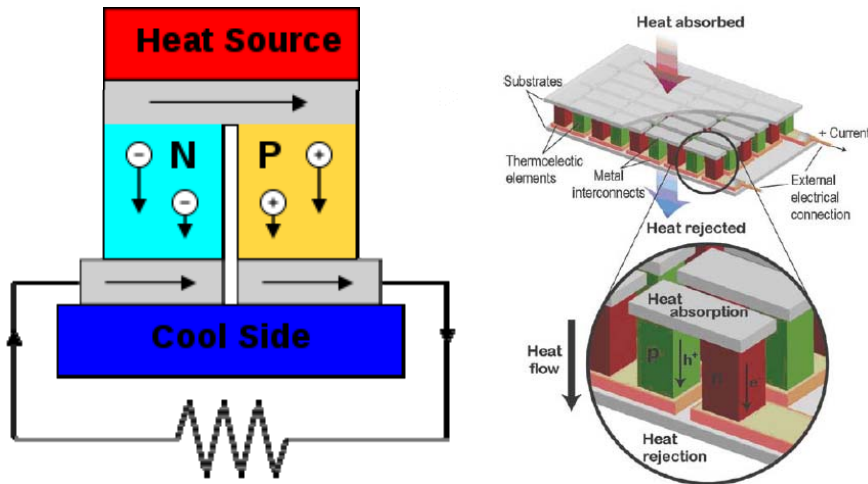 Heat Source
N
P
−
−
+
+
Cool Side
Heat absorbed
Substrates
Thermoelectic
elements
Metal
interconnects
+ Current
External
electrical
connection
Heat rejected
Heat
absorption
p
h+
n
e-
Heat
flow
Heat
rejection